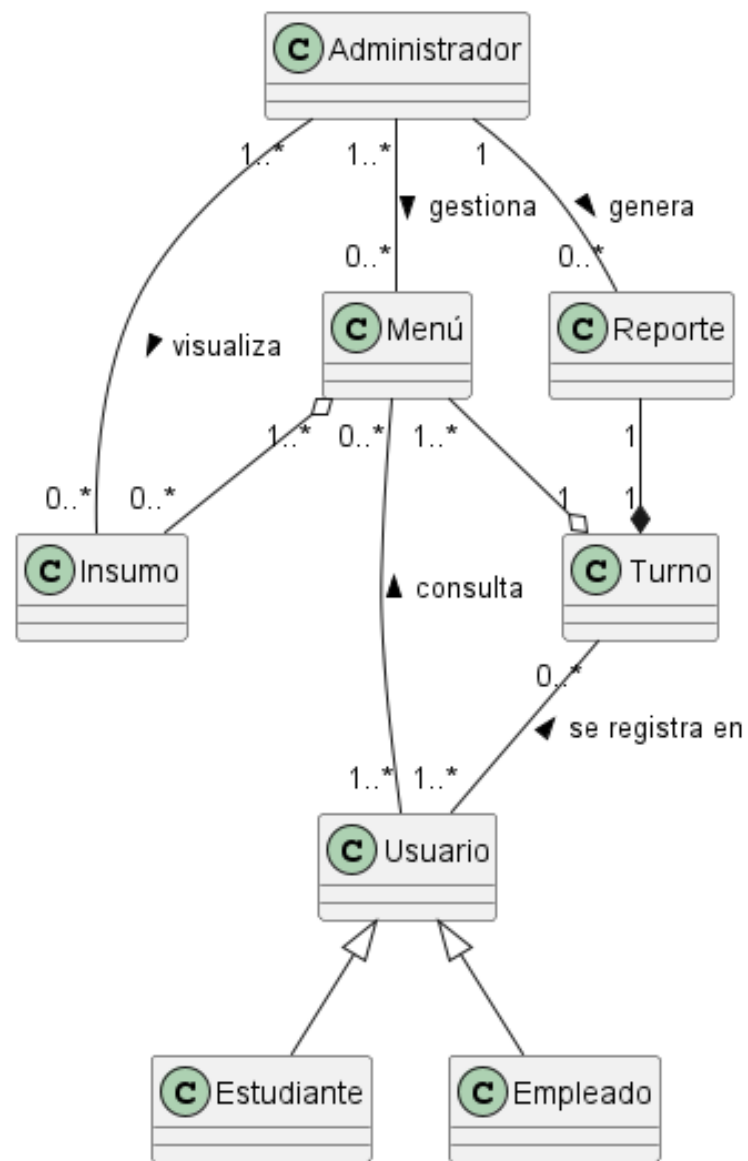 C Administrador
1..* 1..* 1
gestiona genera
0..* 0..*
C Menú C Reporte
visualiza
1..* 0..* 1..* 1
0..* 0..* 1 1
C Insumo C Turno
consulta
0..*
se registra en
1..* 1..*
C Usuario
C Estudiante C Empleado